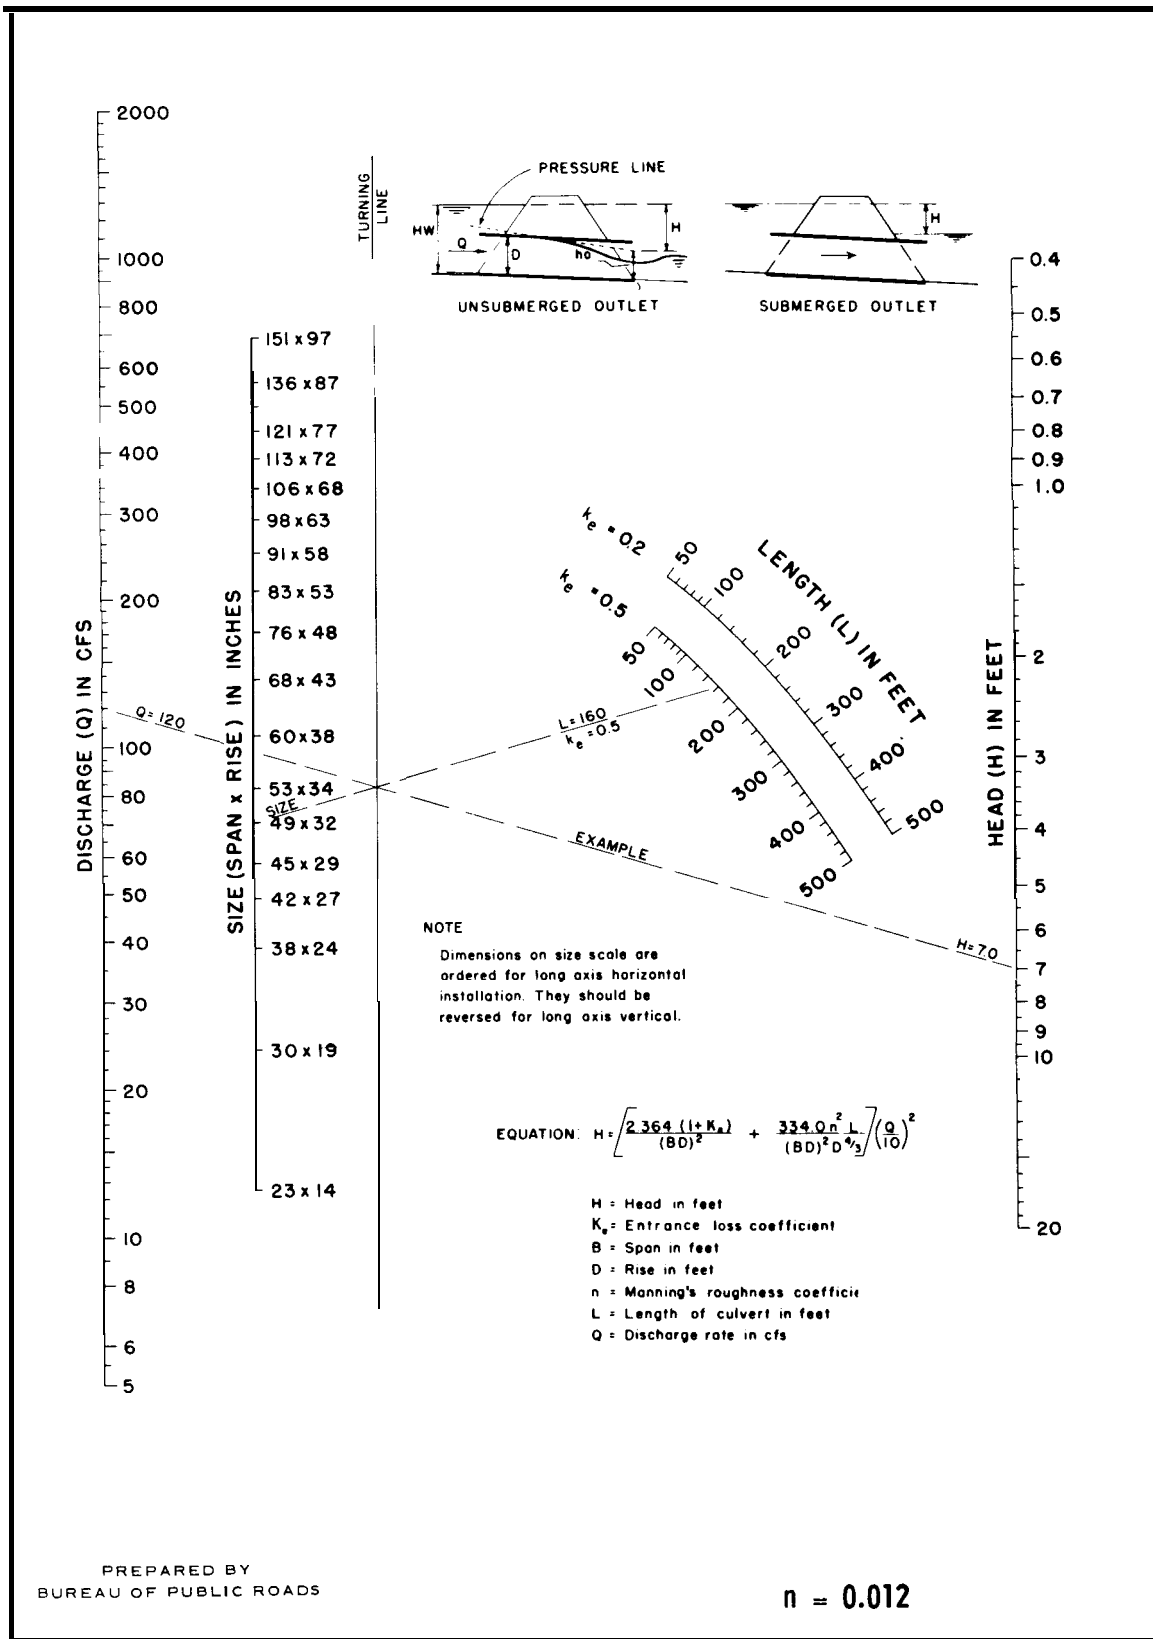 2000
1000
800
600
500
400
300
200
100
80
60
50
40
30
20
10
8
6
5
DISCHARGE (Q) IN CFS
Q=120
151 x 97
136 x 87
121 x 77
113 x 72
106 x 68
98 x 63
91 x 58
83 x 53
76 x 48
68 x 43
60 x 38
53 x 34
49 x 32
45 x 29
42 x 27
38 x 24
30 x 19
23 x 14
SIZE (SPAN x RISE) IN INCHES
SIZE
TURNING
LINE
PRESSURE LINE
HW
Q
D
ho
H
UNSUBMERGED OUTLET
H
SUBMERGED OUTLET
ke = 0.2
50
100
200
300
400
500
LENGTH (L) IN FEET
ke = 0.5
50
100
200
300
400
500
L=160
ke = 0.5
EXAMPLE
H=7.0
0.4
0.5
0.6
0.7
0.8
0.9
1.0
2
3
4
5
6
7
8
9
10
20
HEAD (H) IN FEET
NOTE
Dimensions on size scale are
ordered for long axis horizontal
installation. They should be
reversed for long axis vertical.
EQUATION: H = [2.364 (1+Ke) / (BD)² + 334.0 n² L / (BD)² D^4/3] (Q/10)²
H = Head in feet
Ke = Entrance loss coefficient
B = Span in feet
D = Rise in feet
n = Manning's roughness coefficie
L = Length of culvert in feet
Q = Discharge rate in cfs
PREPARED BY
BUREAU OF PUBLIC ROADS
n = 0.012